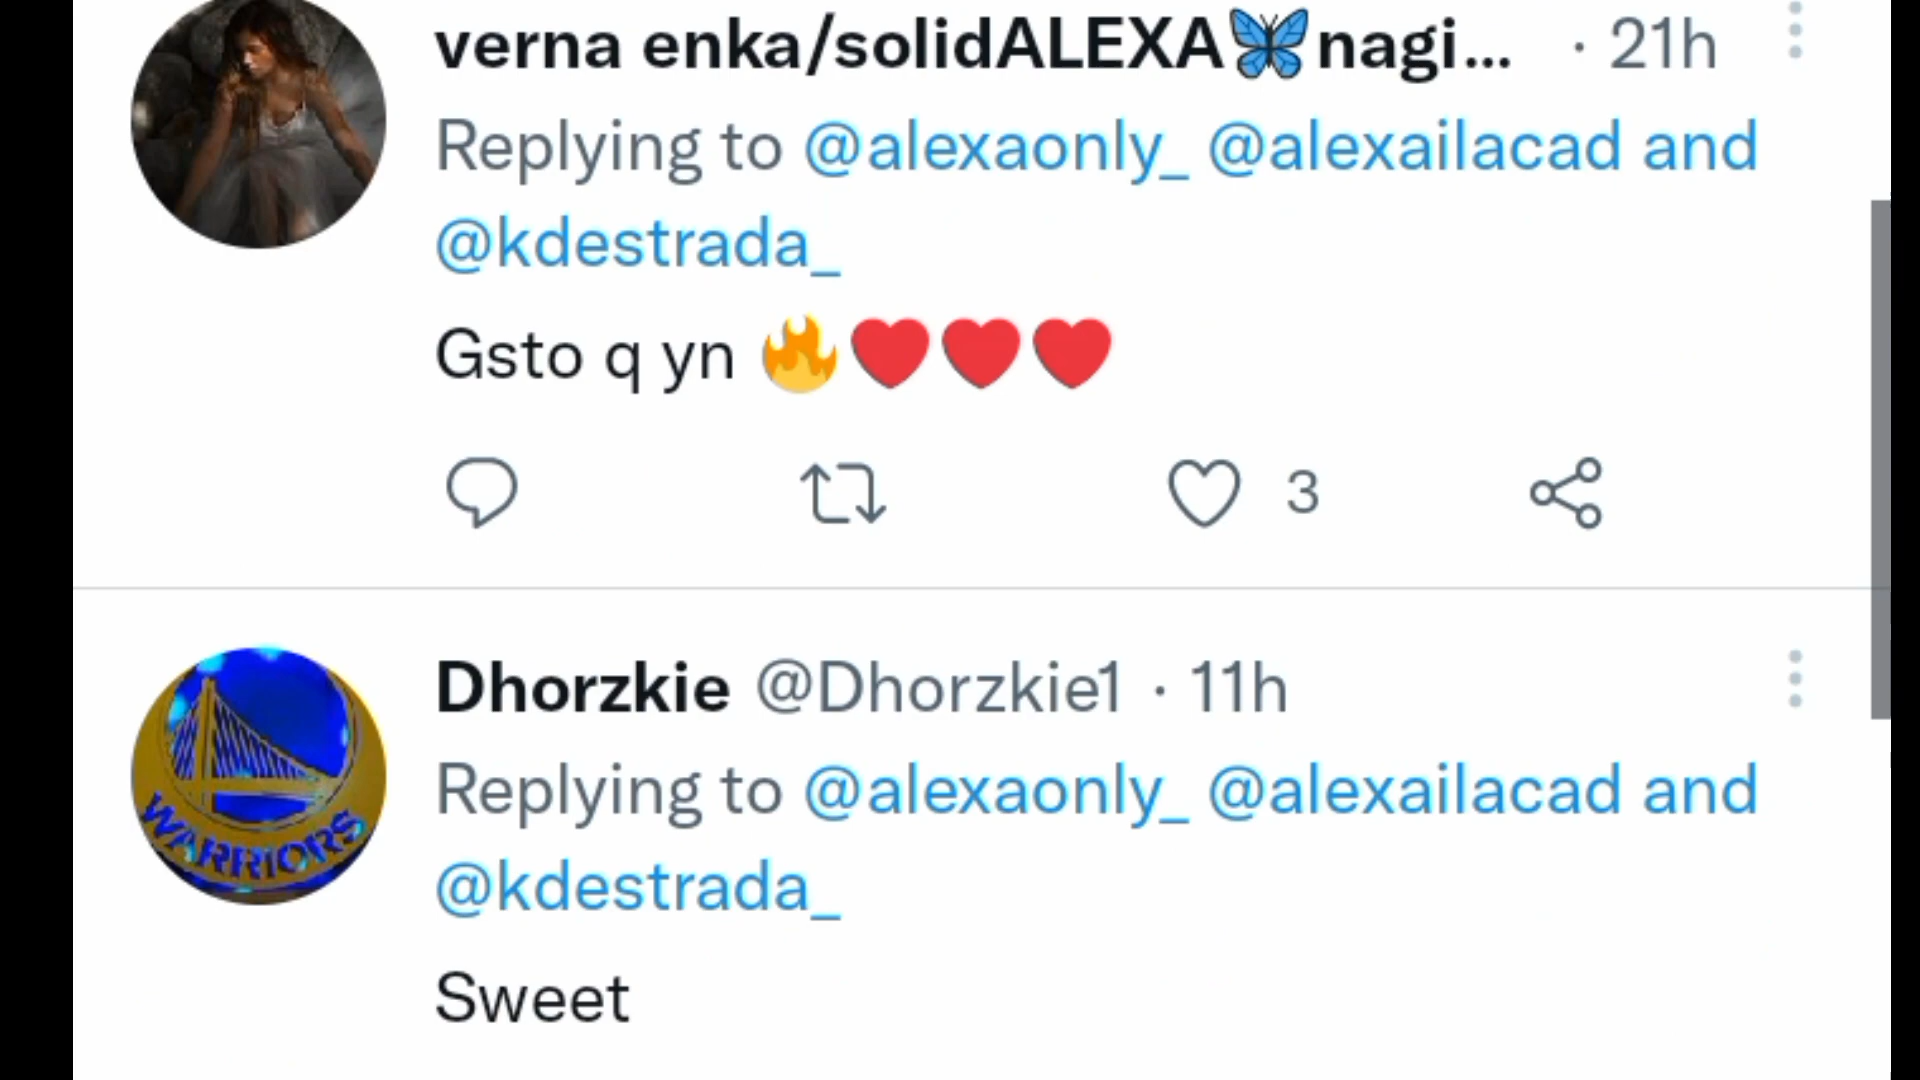 verna enka/solidALEXA🦋nagi... · 21h
Replying to @alexaonly_ @alexailacad and
@kdestrada_
Gsto q yn 🔥❤️❤️❤️
3
Dhorzkie @Dhorzkie1 · 11h
WARRIORS
Replying to @alexaonly_ @alexailacad and
@kdestrada_
Sweet